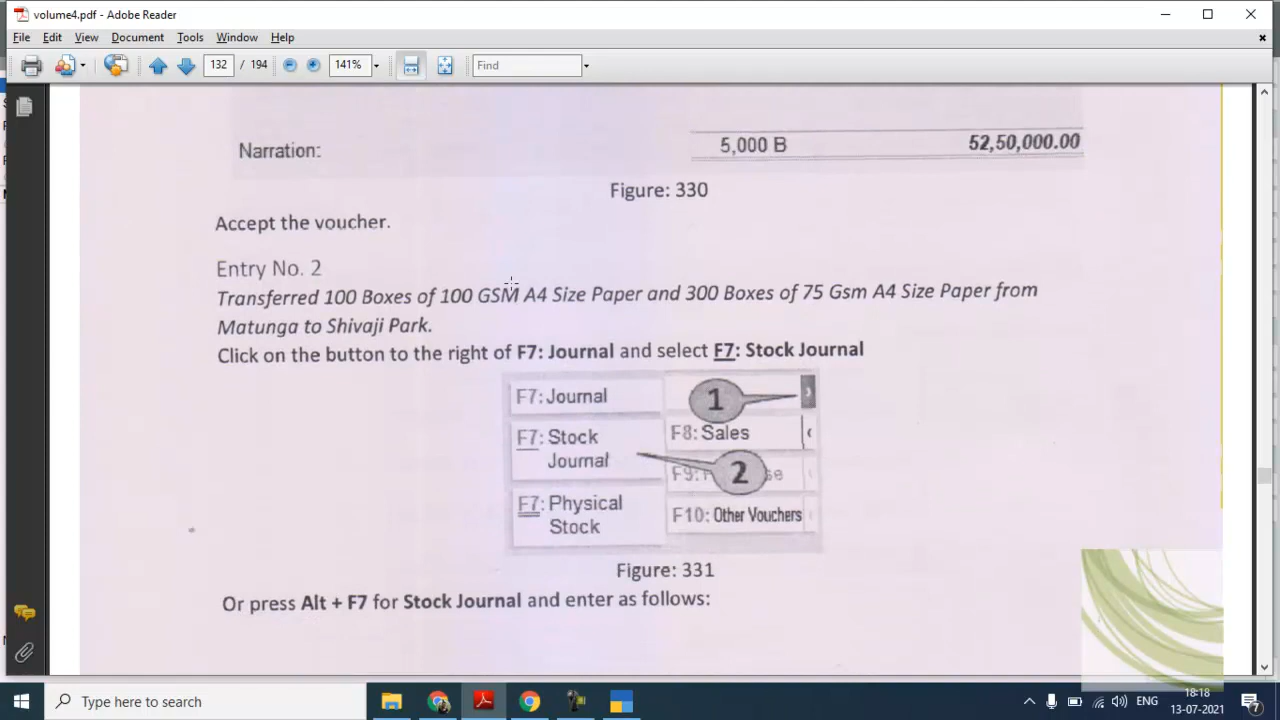 volume4.pdf - Adobe Reader
File Edit View Document Tools Window Help
132 / 194 141% Find
Narration: 5,000 B 52,50,000.00
Figure: 330
Accept the voucher.
Entry No. 2
Transferred 100 Boxes of 100 GSM A4 Size Paper and 300 Boxes of 75 Gsm A4 Size Paper from
Matunga to Shivaji Park.
Click on the button to the right of F7: Journal and select F7: Stock Journal
F7: Journal 1
F7: Stock F8: Sales
Journal F9: 2 se
F7: Physical F10: Other Vouchers
Stock
Figure: 331
Or press Alt + F7 for Stock Journal and enter as follows:
Type here to search
ENG
18:18
13-07-2021
7